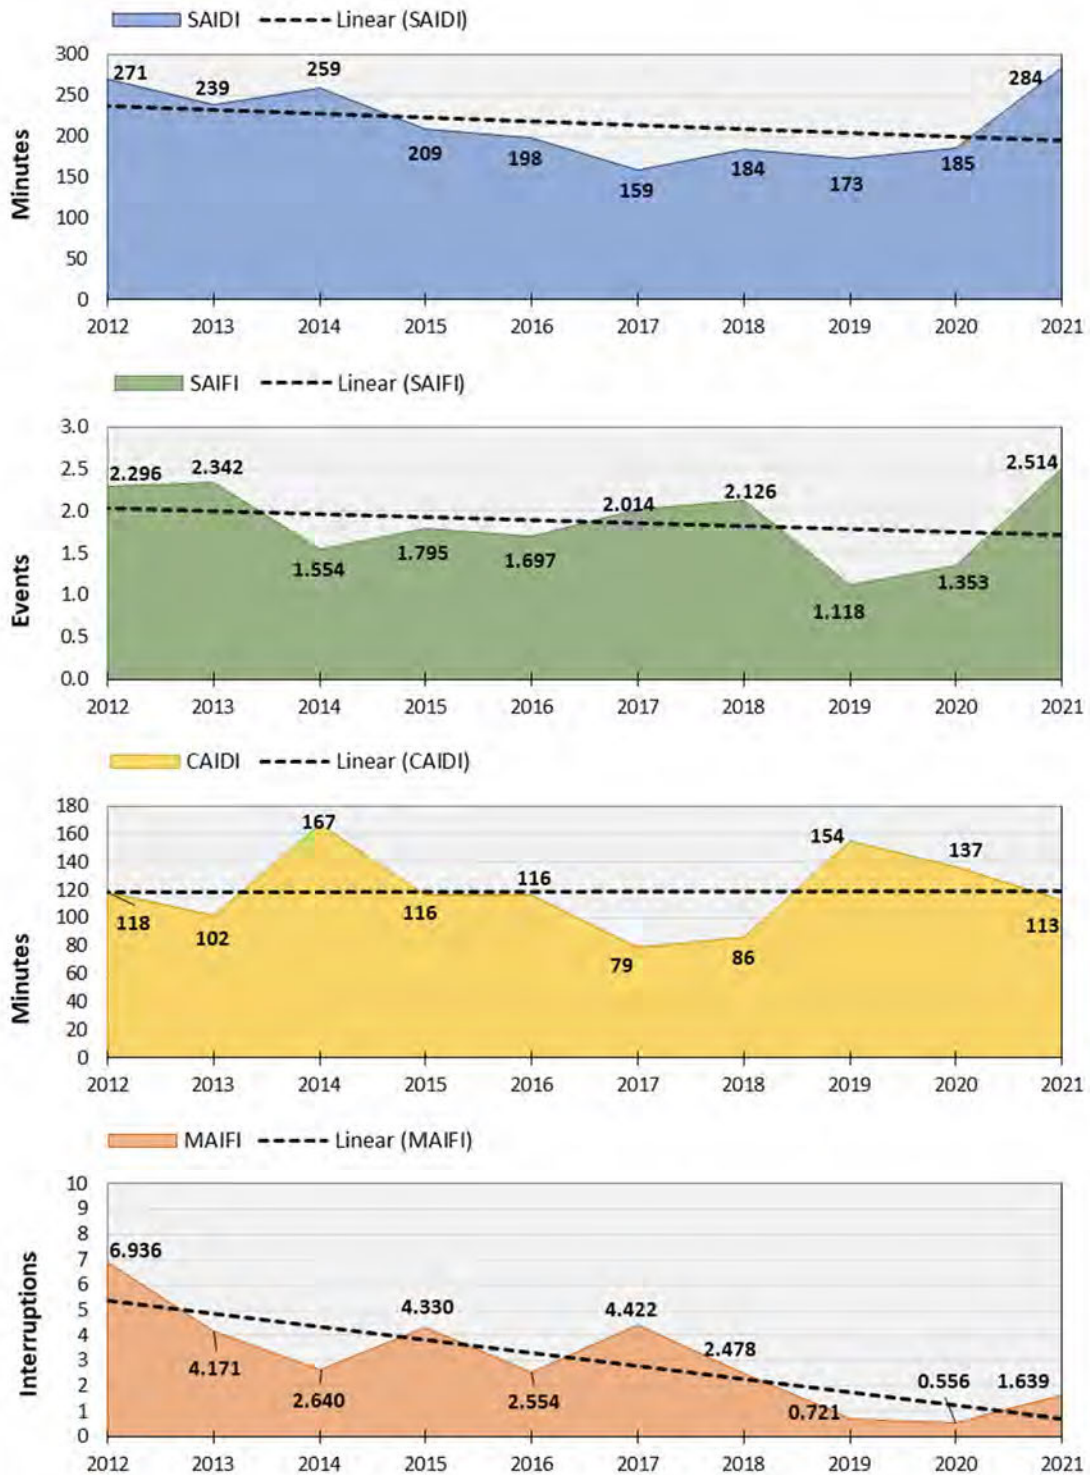 SAIDI Linear (SAIDI)
Minutes
300
250
200
150
100
50
0
271 239 259 209 198 159 184 173 185 284
2012 2013 2014 2015 2016 2017 2018 2019 2020 2021
SAIFI Linear (SAIFI)
Events
3.0
2.5
2.0
1.5
1.0
0.5
0.0
2.296 2.342 1.554 1.795 1.697 2.014 2.126 1.118 1.353 2.514
2012 2013 2014 2015 2016 2017 2018 2019 2020 2021
CAIDI Linear (CAIDI)
Minutes
180
160
140
120
100
80
60
40
20
0
118 102 167 116 116 79 86 154 137 113
2012 2013 2014 2015 2016 2017 2018 2019 2020 2021
MAIFI Linear (MAIFI)
Interruptions
10
9
8
7
6
5
4
3
2
1
0
6.936 4.171 2.640 4.330 2.554 4.422 2.478 0.721 0.556 1.639
2012 2013 2014 2015 2016 2017 2018 2019 2020 2021